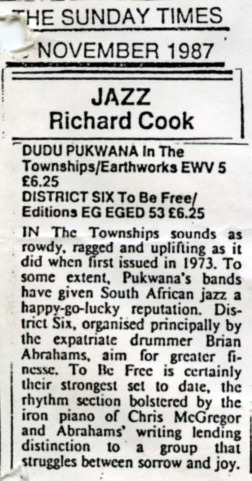 THE SUNDAY TIMES
NOVEMBER 1987
JAZZ
Richard Cook
DUDU PUKWANA In The
Townships/Earthworks EWV 5
£6.25
DISTRICT SIX To Be Free/
Editions EG EGED 53 £6.25
IN The Townships sounds as
rowdy, ragged and uplifting as it
did when first issued in 1973. To
some extent, Pukwana's bands
have given South African jazz a
happy-go-lucky reputation. Dis-
trict Six, organised principally by
the expatriate drummer Brian
Abrahams, aim for greater fi-
nesse. To Be Free is certainly
their strongest set to date, the
rhythm section bolstered by the
iron piano of Chris McGregor
and Abrahams' writing lending
distinction to a group that
struggles between sorrow and joy.